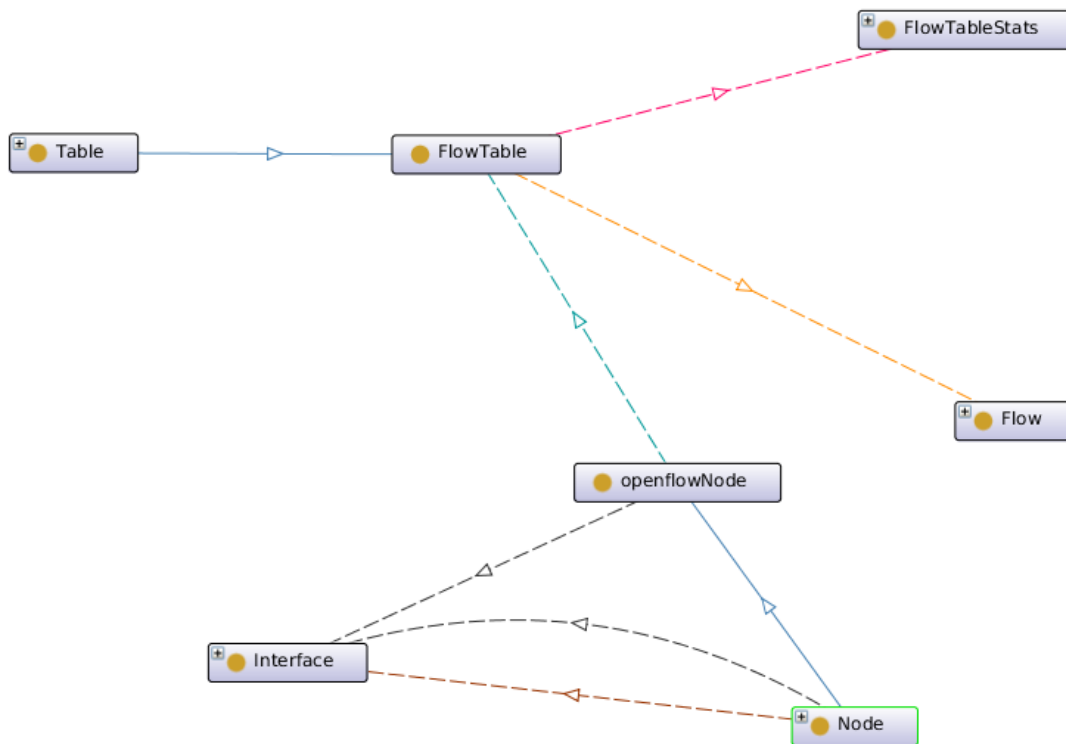 FlowTableStats
Table
FlowTable
Flow
openflowNode
Interface
Node